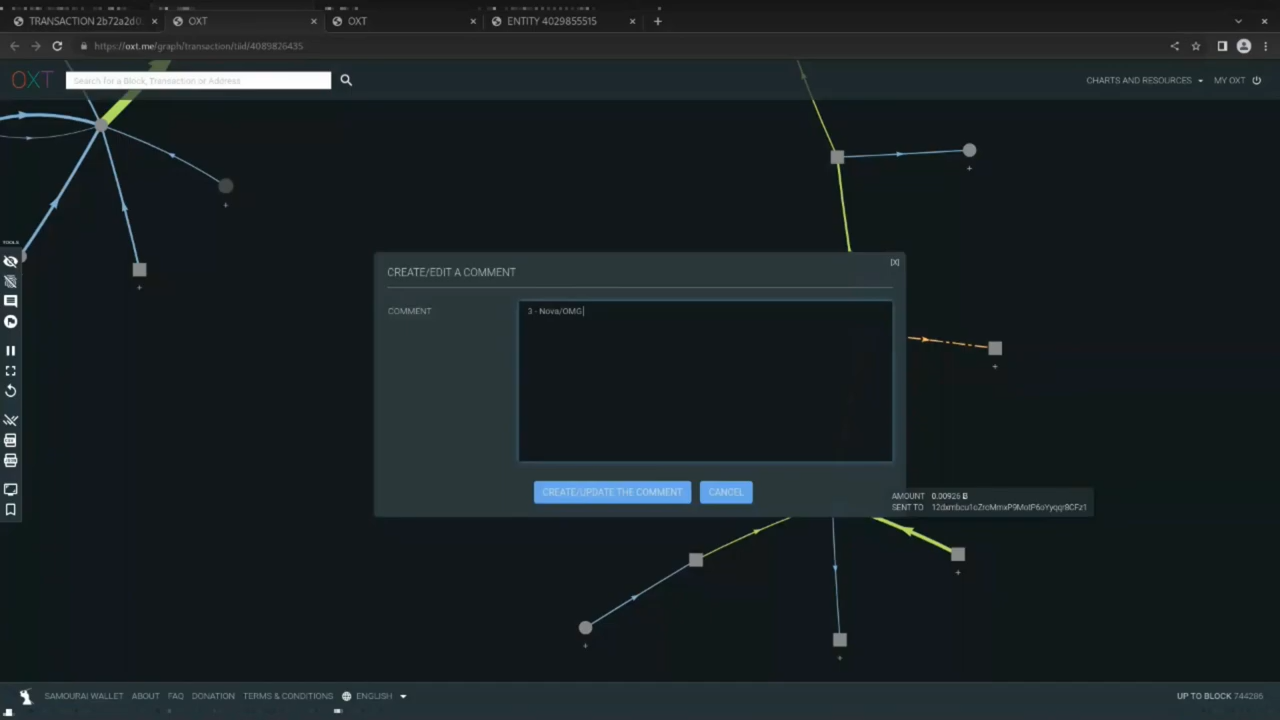 TRANSACTION 2b72a2d0
OXT
OXT
ENTITY 4029855515
https://oxt.me/graph/transaction/tiid/4089826435
OXT
Search for a Block, Transaction or Address
CHARTS AND RESOURCES
MY OXT
TOOLS
CREATE/EDIT A COMMENT
[X]
COMMENT
3 - Nova/OMG
CREATE/UPDATE THE COMMENT
CANCEL
AMOUNT 0.00926 B
SENT TO
SAMOURAI WALLET
ABOUT
FAQ
DONATION
TERMS & CONDITIONS
ENGLISH
UP TO BLOCK 744286